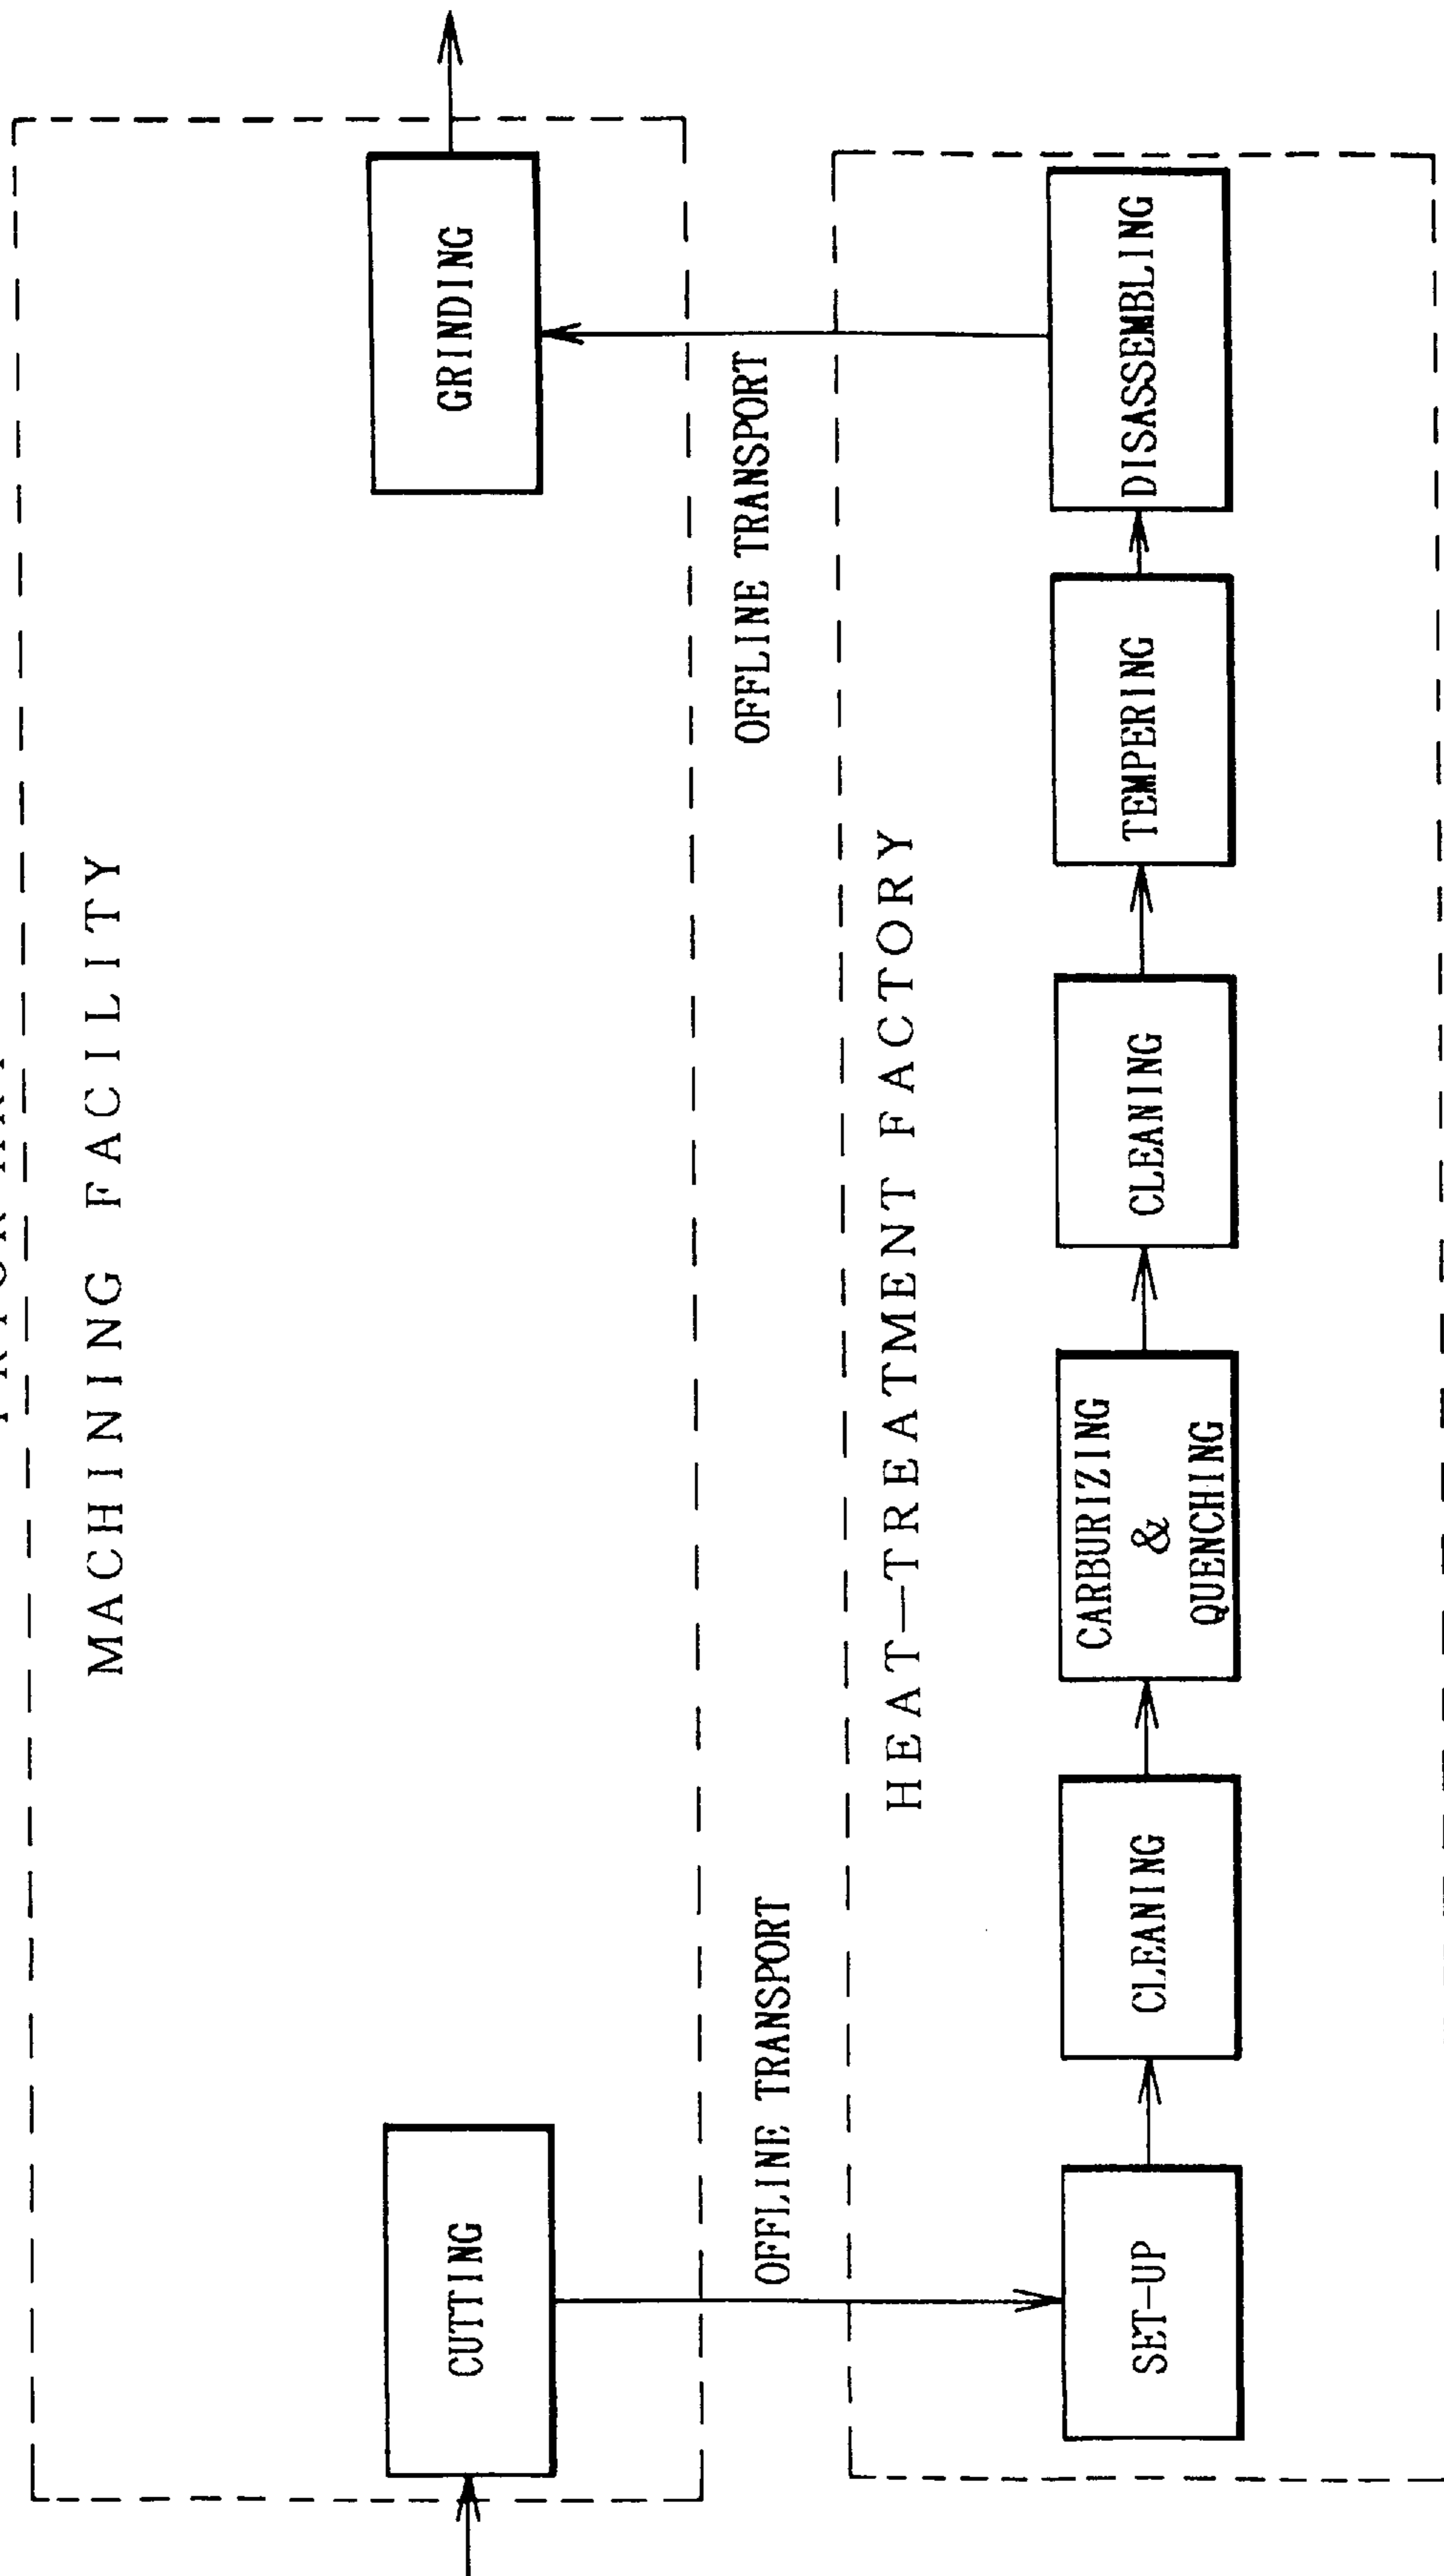 MACHINING FACILITY
CUTTING
GRINDING
OFFLINE TRANSPORT
OFFLINE TRANSPORT
HEAT-TREATMENT FACTORY
SET-UP
CLEANING
CARBURIZING
&
QUENCHING
CLEANING
TEMPERING
DISASSEMBLING